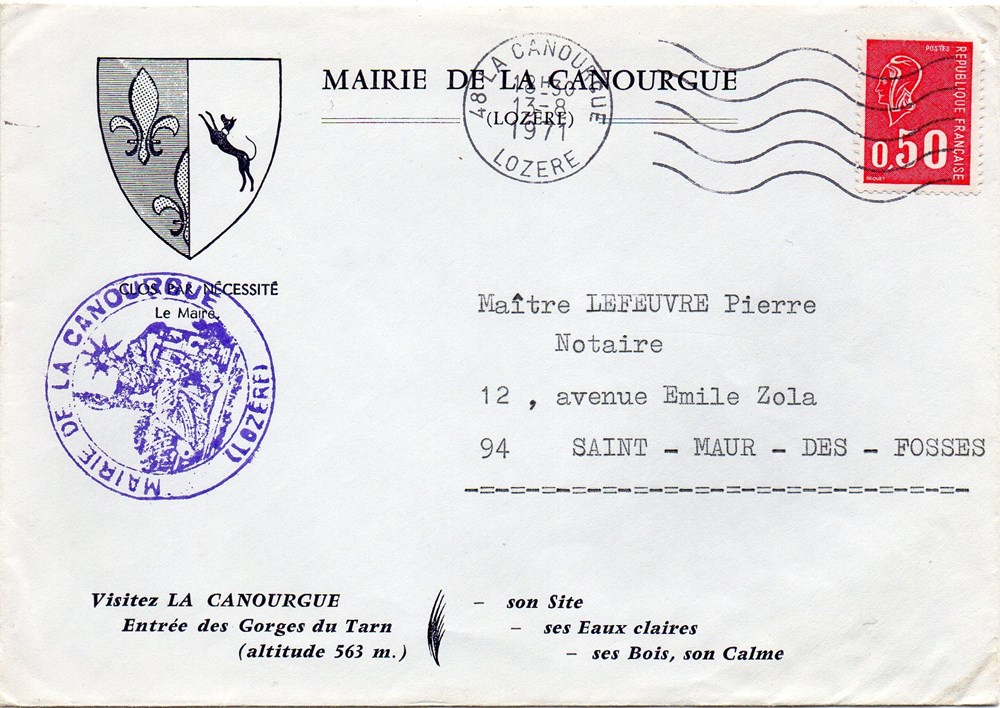 MAIRIE DE LA CANOURGUE
(LOZÈRE)
48 LA CANOURGUE
18 H 30
13-8
1971
LOZERE
POSTES
REPUBLIQUE FRANÇAISE
0,50
BEQUET
CLOS PAR NÉCESSITÉ
Le Maire,
MAIRIE DE LA CANOURGUE
(LOZÈRE)
Maître LEFEUVRE Pierre
Notaire
12 , avenue Emile Zola
94 SAINT - MAUR - DES - FOSSES
-=-=-=-=-=-=-=-=-=-=-=-=-=-=-=-=-
Visitez LA CANOURGUE
Entrée des Gorges du Tarn
(altitude 563 m.)
- son Site
- ses Eaux claires
- ses Bois, son Calme